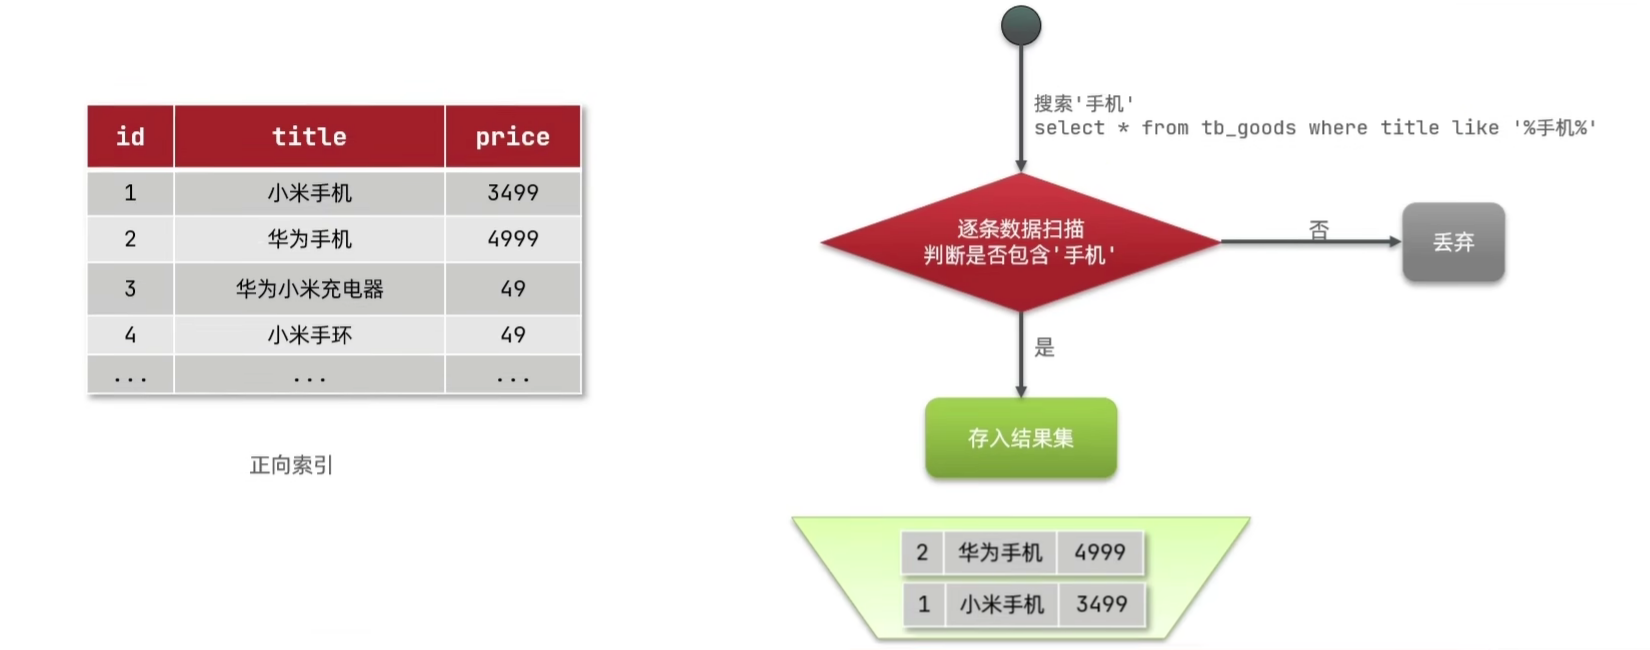 id title price
1 小米手机 3499
2 华为手机 4999
3 华为小米充电器 49
4 小米手环 49
... ... ...
正向索引
搜索'手机'
select * from tb_goods where title like '%手机%'
逐条数据扫描
判断是否包含'手机'
否
丢弃
是
存入结果集
2 华为手机 4999
1 小米手机 3499